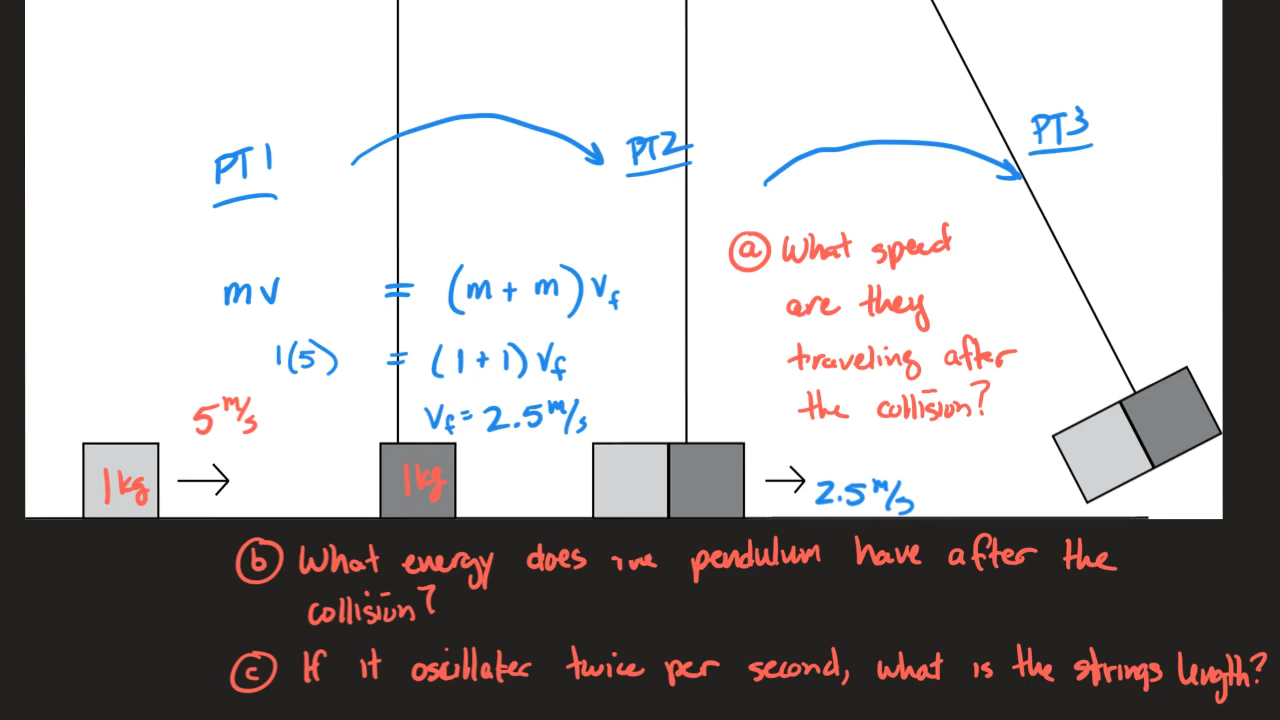 PT1
PT2
PT3
mv = (m + m)vf
1(5) = (1 + 1)vf
vf = 2.5 m/s
5 m/s
1kg
1kg
2.5 m/s
ⓐ What speed
are they
traveling after
the collision?
ⓑ What energy does pendulum have after the
collision?
ⓒ If it oscillates twice per second, what is the strings length?